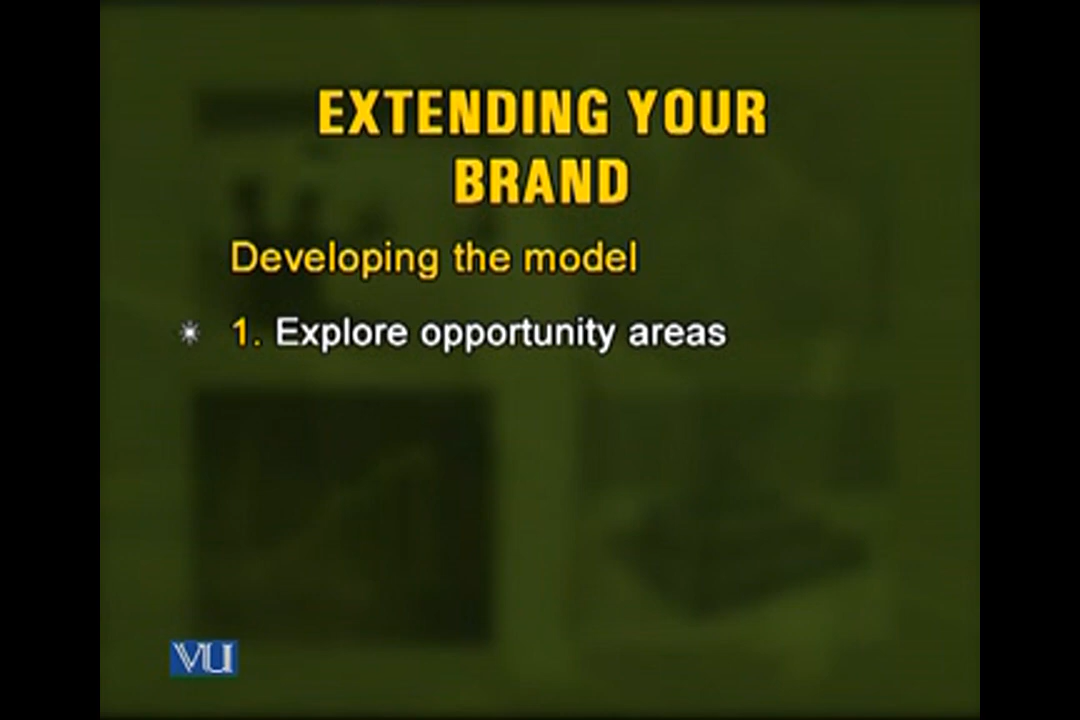 EXTENDING YOUR
BRAND
Developing the model
1. Explore opportunity areas
VU